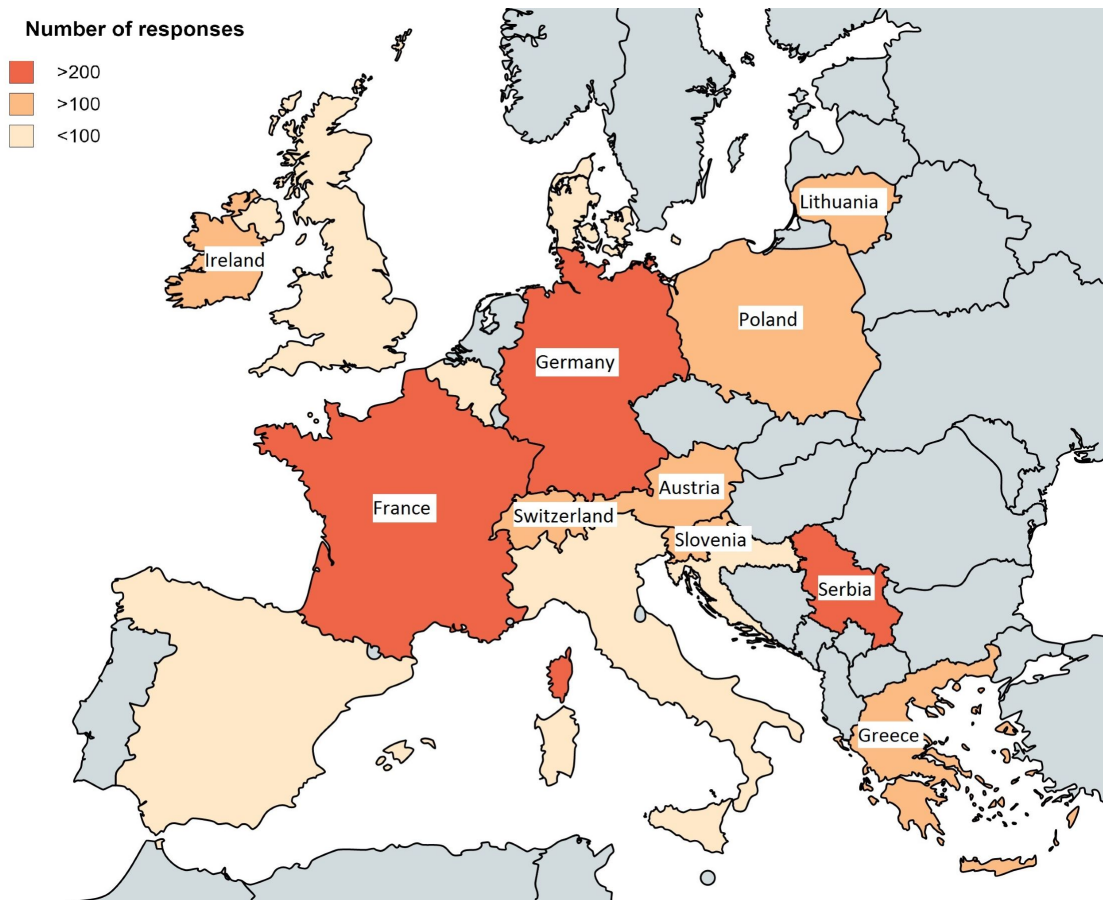 Number of responses
>200
>100
<100
Lithuania
Ireland
Poland
Germany
Austria
France
Switzerland
Slovenia
Serbia
Greece